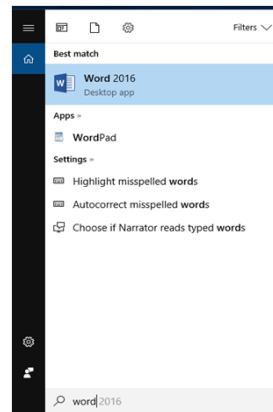 Filters
Best match
Word 2016
Desktop app
Apps »
WordPad
Settings »
Highlight misspelled words
Autocorrect misspelled words
Choose if Narrator reads typed words
word 2016